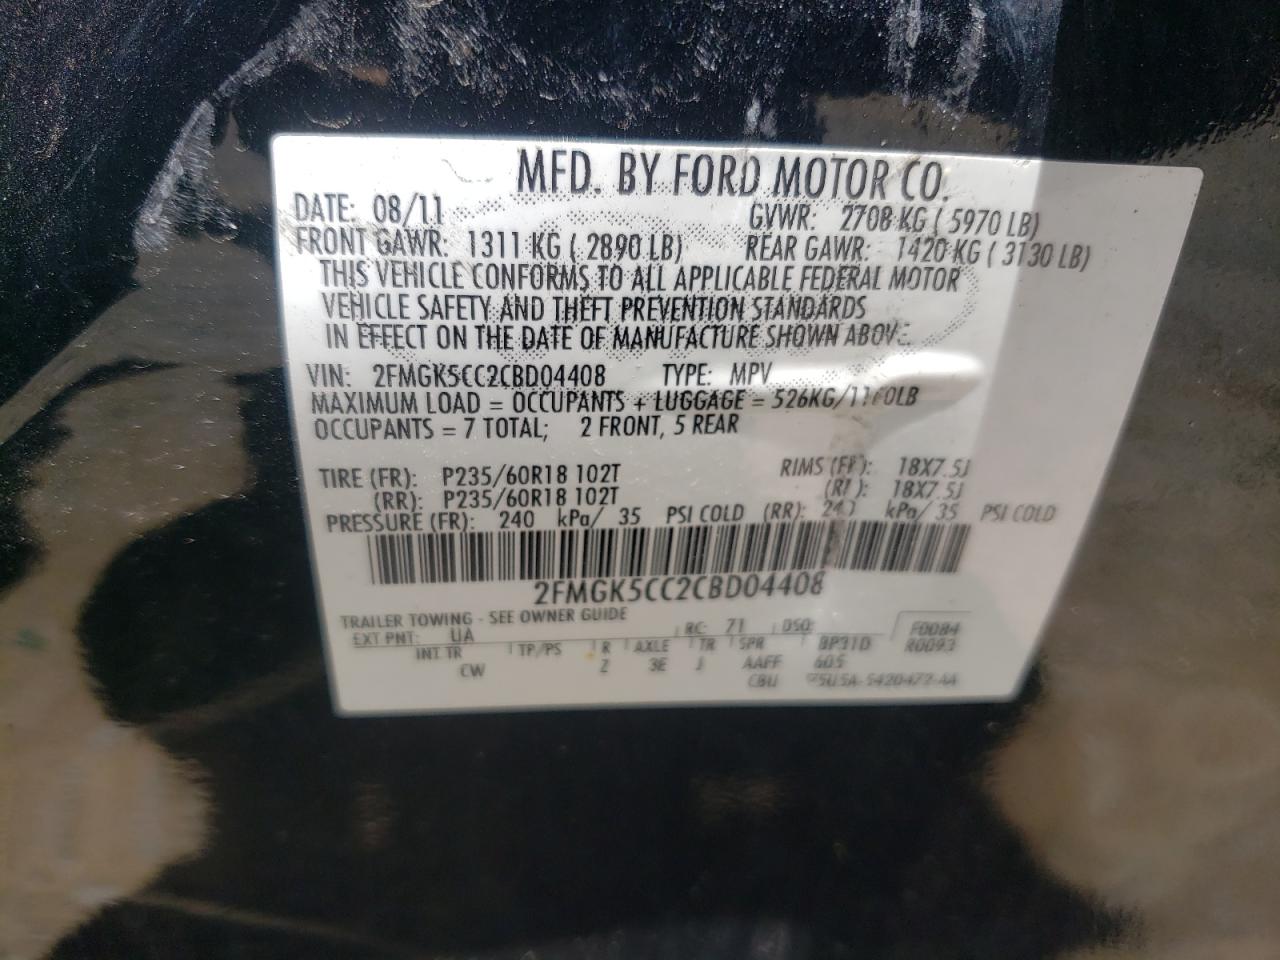 MFD. BY FORD MOTOR CO.
DATE: 08/11 GVWR: 2708 KG ( 5970 LB)
FRONT GAWR: 1311 KG ( 2890 LB) REAR GAWR: 1420 KG ( 3130 LB)
THIS VEHICLE CONFORMS TO ALL APPLICABLE FEDERAL MOTOR
VEHICLE SAFETY AND THEFT PREVENTION STANDARDS
IN EFFECT ON THE DATE OF MANUFACTURE SHOWN ABOVE.
VIN: 2FMGK5CC2CBD04408 TYPE: MPV
MAXIMUM LOAD = OCCUPANTS + LUGGAGE =
OCCUPANTS = 7 TOTAL; 2 FRONT, 5 REAR
TIRE (FR): P235/60R18 102T RIMS (FR): 18X7.5J
(RR): P235/60R18 102T (RR): 18X7.5J
PRESSURE (FR): 240 kPa/ 35 PSI COLD (RR): kPa/ 35 PSI COLD
2FMGK5CC2CBD04408
TRAILER TOWING - SEE OWNER GUIDE
EXT PNT: UA RC: 71 DSO: F0084
INT TR TP/PS R AXLE TR SPR BP31D R0093
CW Z 3E J AAFF 605
CBU